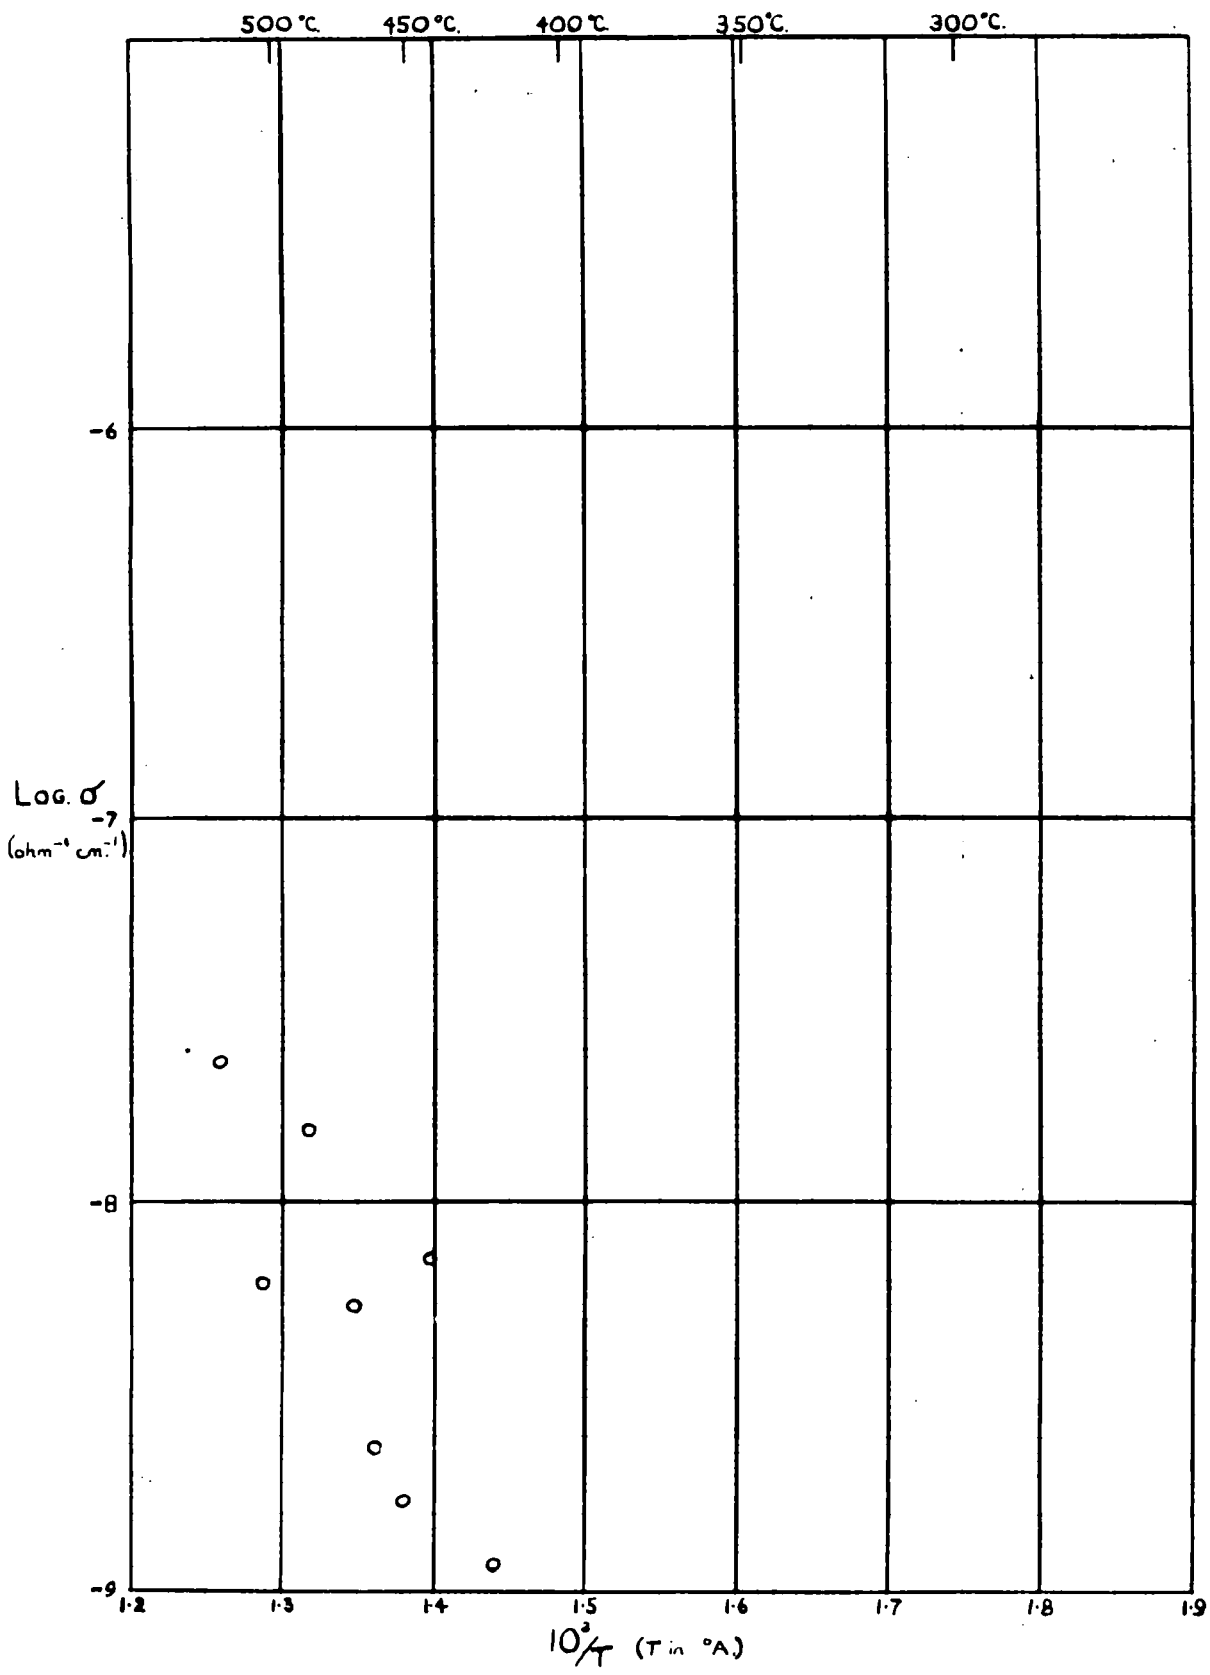 500 °C. 450 °C. 400 °C. 350 °C. 300 °C.
-6
LOG. σ
-7
(ohm⁻¹ cm.⁻¹)
-8
-9
1·2 1·3 1·4 1·5 1·6 1·7 1·8 1·9
10³/T (T in °A.)